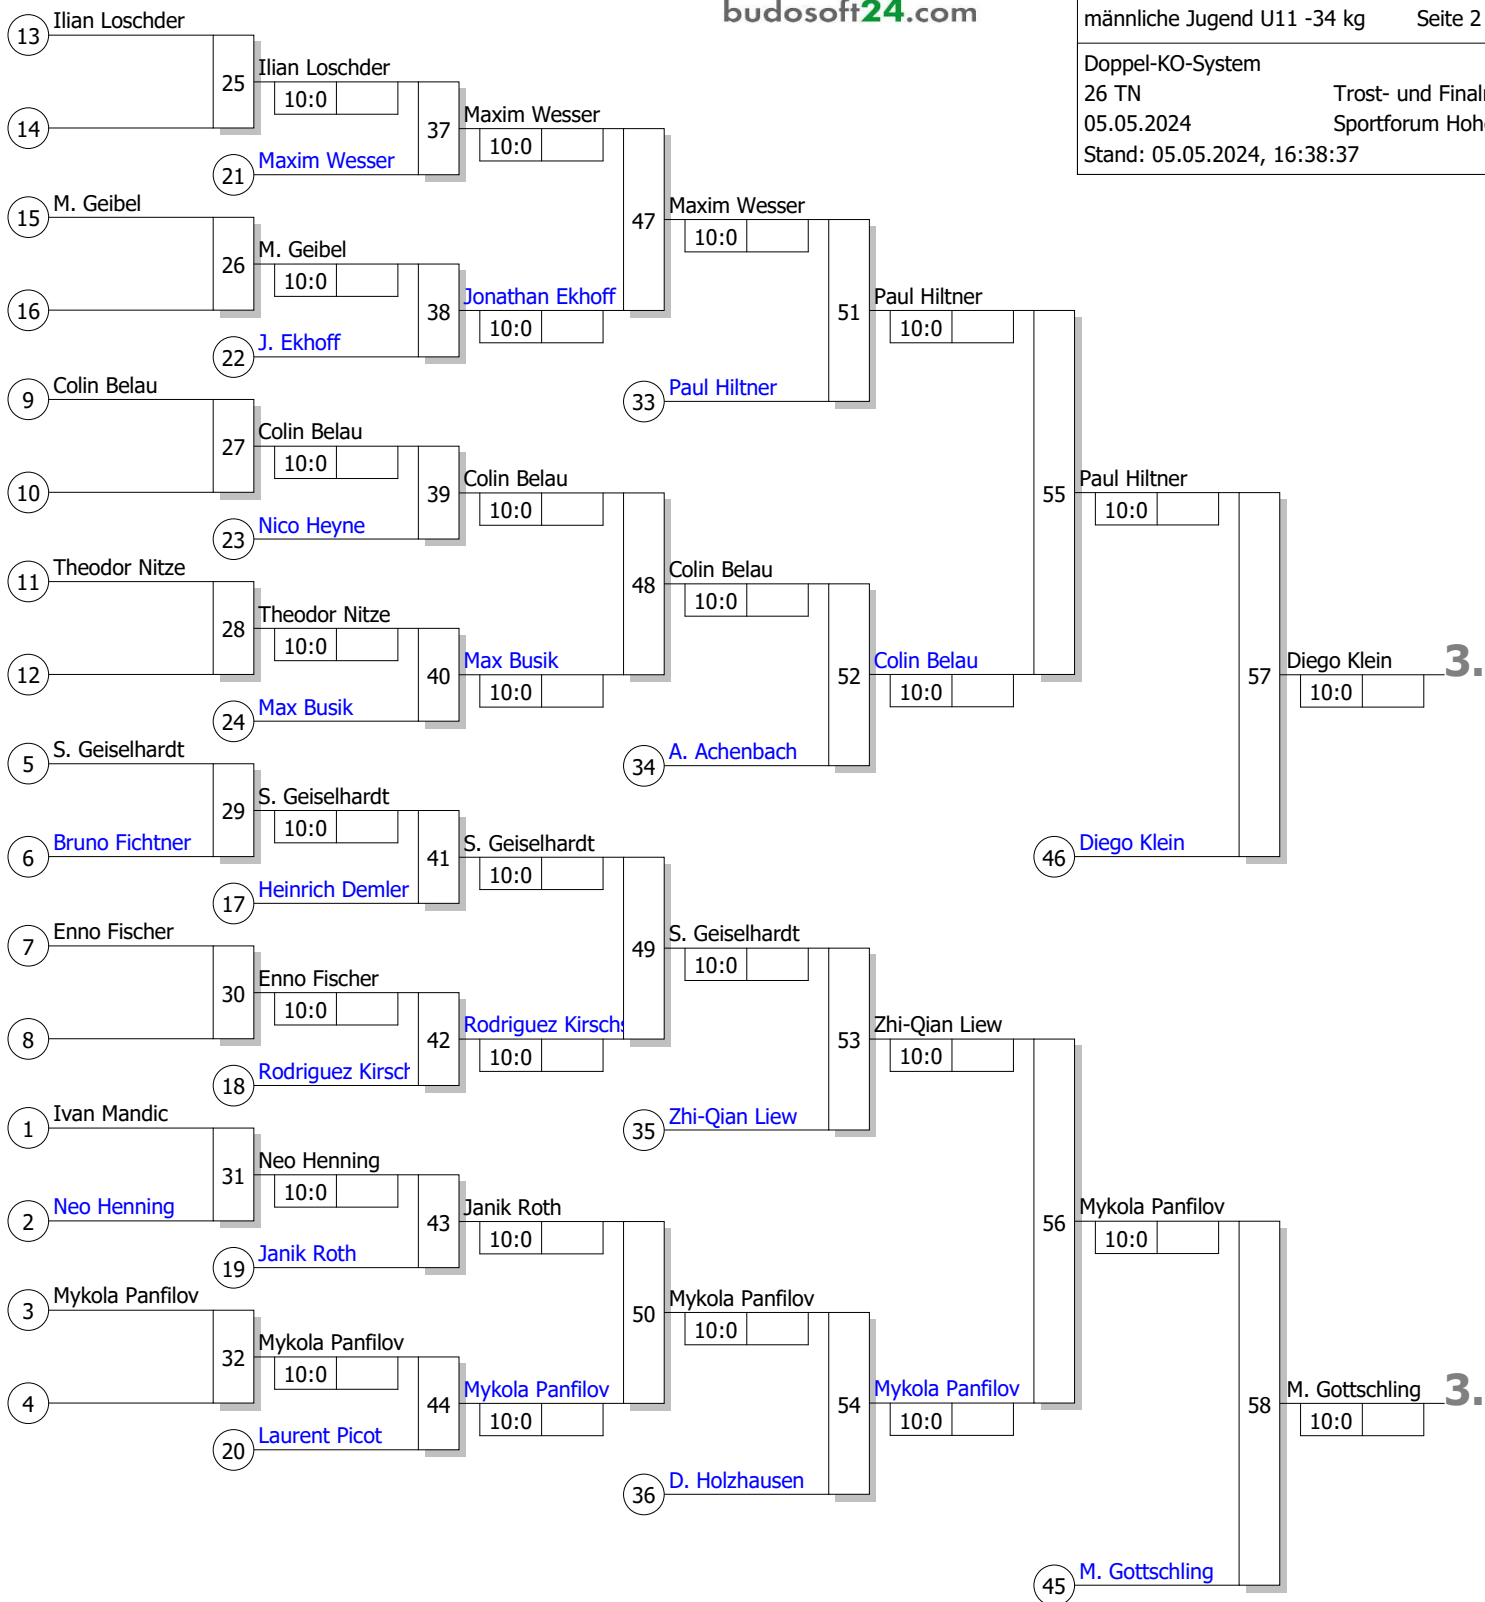 budosoft24.com
männliche Jugend U11 -34 kg Seite 2
Doppel-KO-System
26 TN Trost- und Finalr
05.05.2024 Sportforum Hoh
Stand: 05.05.2024, 16:38:37
13 Ilian Loschder
25 Ilian Loschder
10:0
14
37 Maxim Wesser
10:0
21 Maxim Wesser
15 M. Geibel
47 Maxim Wesser
10:0
26 M. Geibel
10:0
16
38 Jonathan Ekhoff
10:0
22 J. Ekhoff
51 Paul Hiltner
10:0
33 Paul Hiltner
9 Colin Belau
27 Colin Belau
10:0
10
39 Colin Belau
10:0
23 Nico Heyne
55 Paul Hiltner
10:0
11 Theodor Nitze
48 Colin Belau
10:0
28 Theodor Nitze
10:0
12
40 Max Busik
10:0
24 Max Busik
52 Colin Belau
10:0
34 A. Achenbach
57 Diego Klein 3.
10:0
5 S. Geiselhardt
29 S. Geiselhardt
10:0
6 Bruno Fichtner
41 S. Geiselhardt
10:0
17 Heinrich Demler
46 Diego Klein
7 Enno Fischer
49 S. Geiselhardt
10:0
30 Enno Fischer
10:0
8
42 Rodriguez Kirschs
10:0
18 Rodriguez Kirsch
53 Zhi-Qian Liew
10:0
35 Zhi-Qian Liew
1 Ivan Mandic
31 Neo Henning
10:0
2 Neo Henning
43 Janik Roth
10:0
19 Janik Roth
56 Mykola Panfilov
10:0
3 Mykola Panfilov
50 Mykola Panfilov
10:0
32 Mykola Panfilov
10:0
4
44 Mykola Panfilov
10:0
20 Laurent Picot
54 Mykola Panfilov
10:0
36 D. Holzhausen
58 M. Gottschling 3.
10:0
45 M. Gottschling